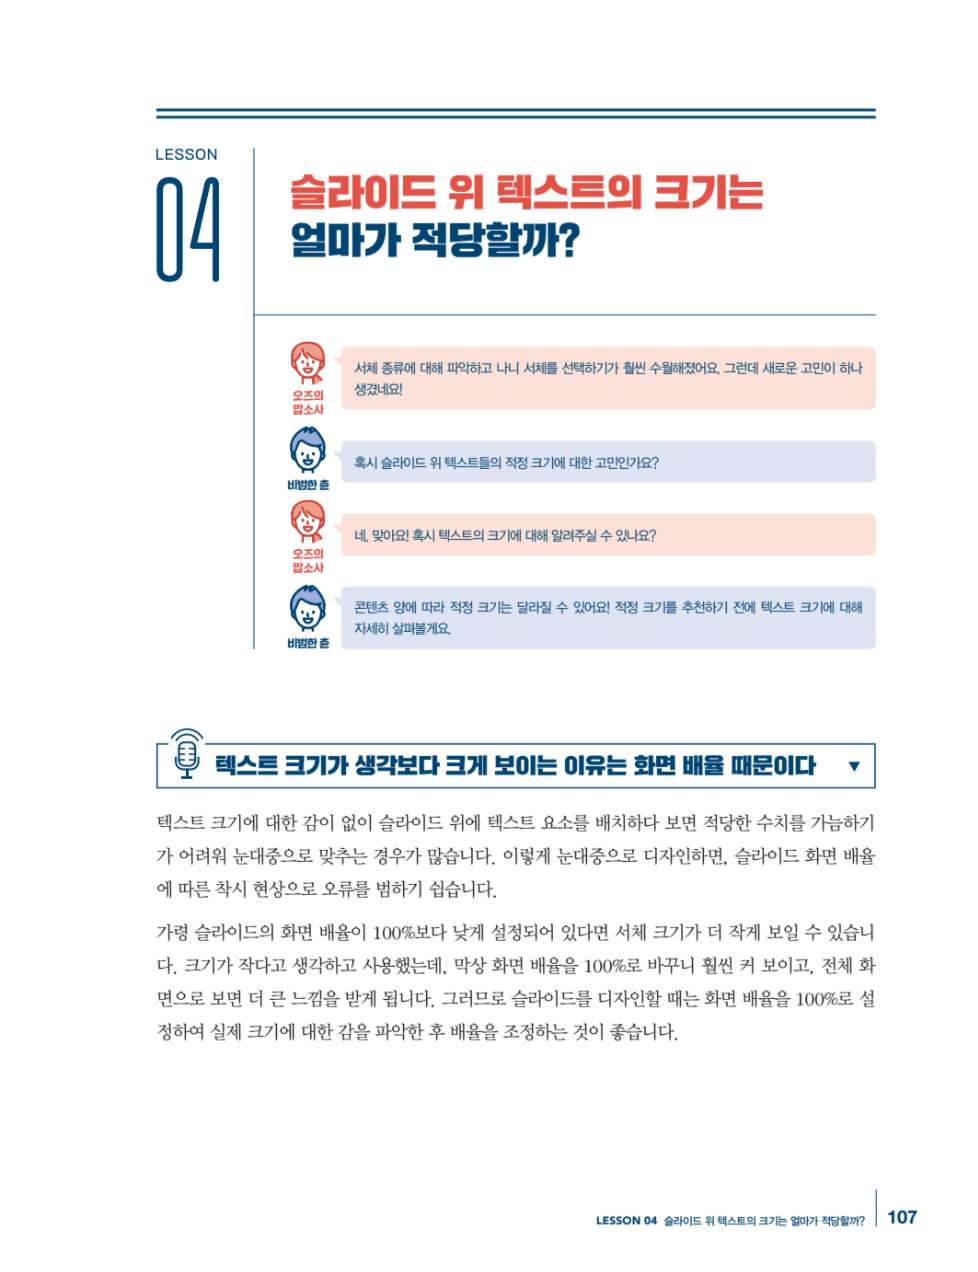 LESSON
04
슬라이드 위 텍스트의 크기는
얼마가 적당할까?
오즈의
맙소사
서체 종류에 대해 파악하고 나니 서체를 선택하기가 훨씬 수월해졌어요. 그런데 새로운 고민이 하나
생겼네요!
비범한 츈
혹시 슬라이드 위 텍스트들의 적정 크기에 대한 고민인가요?
오즈의
맙소사
네, 맞아요! 혹시 텍스트의 크기에 대해 알려주실 수 있나요?
비범한 츈
콘텐츠 양에 따라 적정 크기는 달라질 수 있어요! 적정 크기를 추천하기 전에 텍스트 크기에 대해
자세히 살펴볼게요.
텍스트 크기가 생각보다 크게 보이는 이유는 화면 배율 때문이다 ▼
텍스트 크기에 대한 감이 없이 슬라이드 위에 텍스트 요소를 배치하다 보면 적당한 수치를 가늠하기
가 어려워 눈대중으로 맞추는 경우가 많습니다. 이렇게 눈대중으로 디자인하면, 슬라이드 화면 배율
에 따른 착시 현상으로 오류를 범하기 쉽습니다.
가령 슬라이드의 화면 배율이 100%보다 낮게 설정되어 있다면 서체 크기가 더 작게 보일 수 있습니
다. 크기가 작다고 생각하고 사용했는데, 막상 화면 배율을 100%로 바꾸니 훨씬 커 보이고, 전체 화
면으로 보면 더 큰 느낌을 받게 됩니다. 그러므로 슬라이드를 디자인할 때는 화면 배율을 100%로 설
정하여 실제 크기에 대한 감을 파악한 후 배율을 조정하는 것이 좋습니다.
LESSON 04 슬라이드 위 텍스트의 크기는 얼마가 적당할까? 107